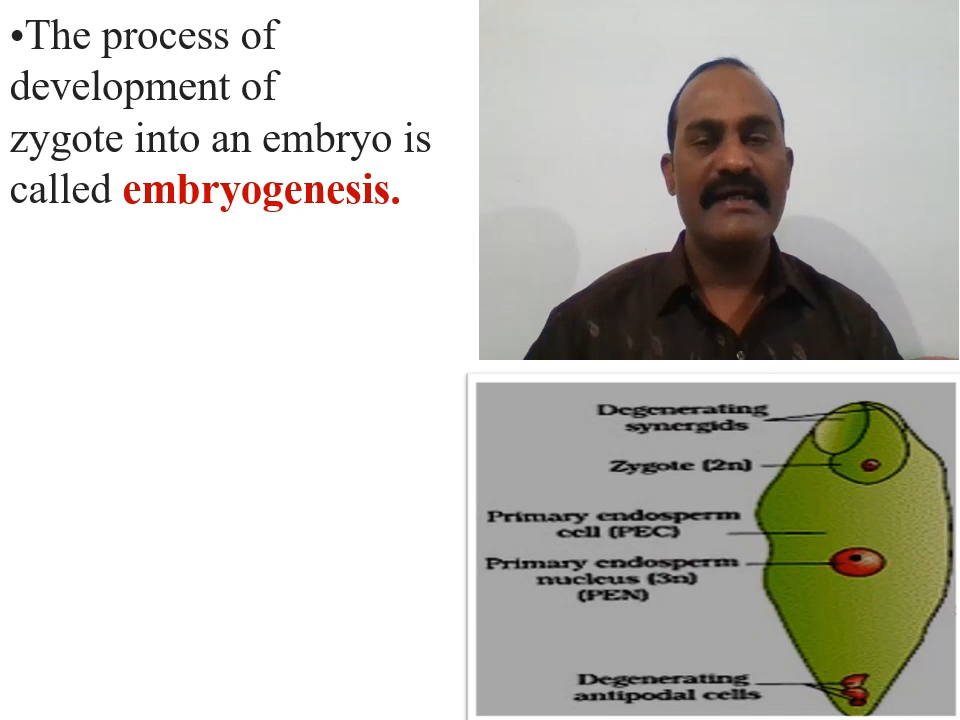 •The process of
development of
zygote into an embryo is
called embryogenesis.
Degenerating
synergids
Zygote (2n)
Primary endosperm
cell (PEC)
Primary endosperm
nucleus (3n)
(PEN)
Degenerating
antipodal cells